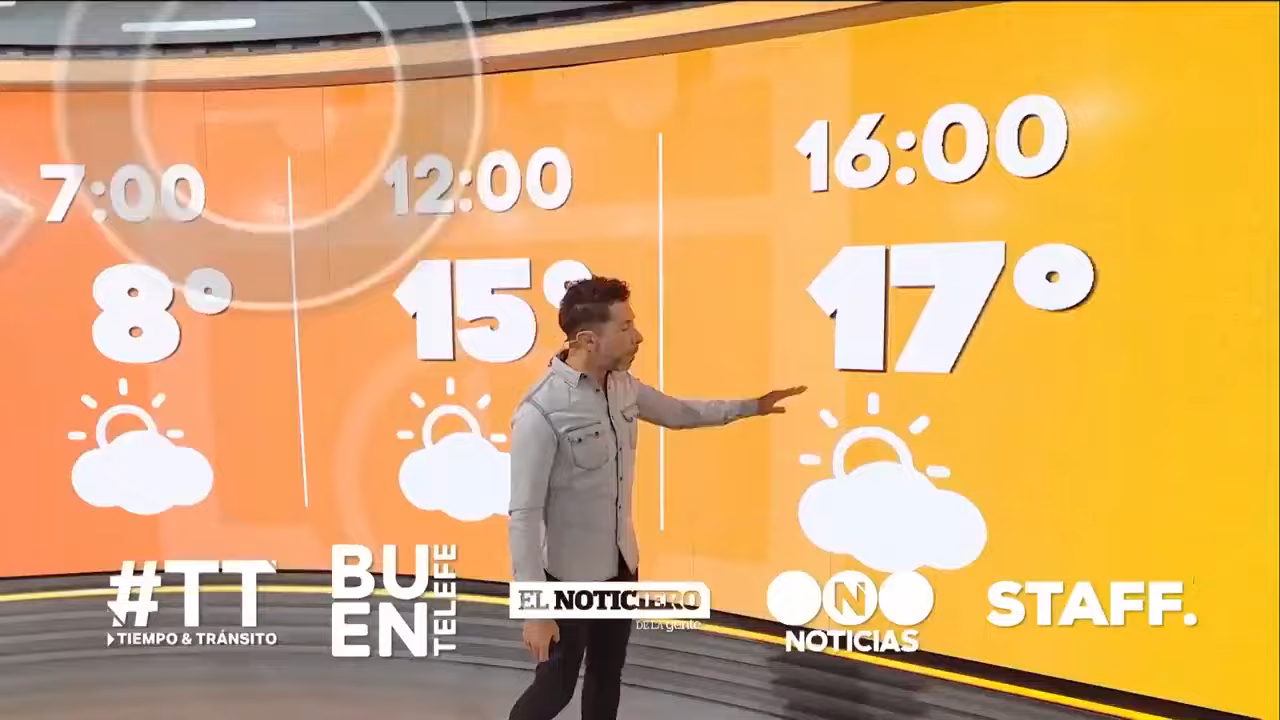 7:00
12:00
16:00
8°
15°
17°
#TT
TIEMPO & TRÁNSITO
BUEN
TELEFE
EL NOTICIERO
DE LA gente
N
NOTICIAS
STAFF.